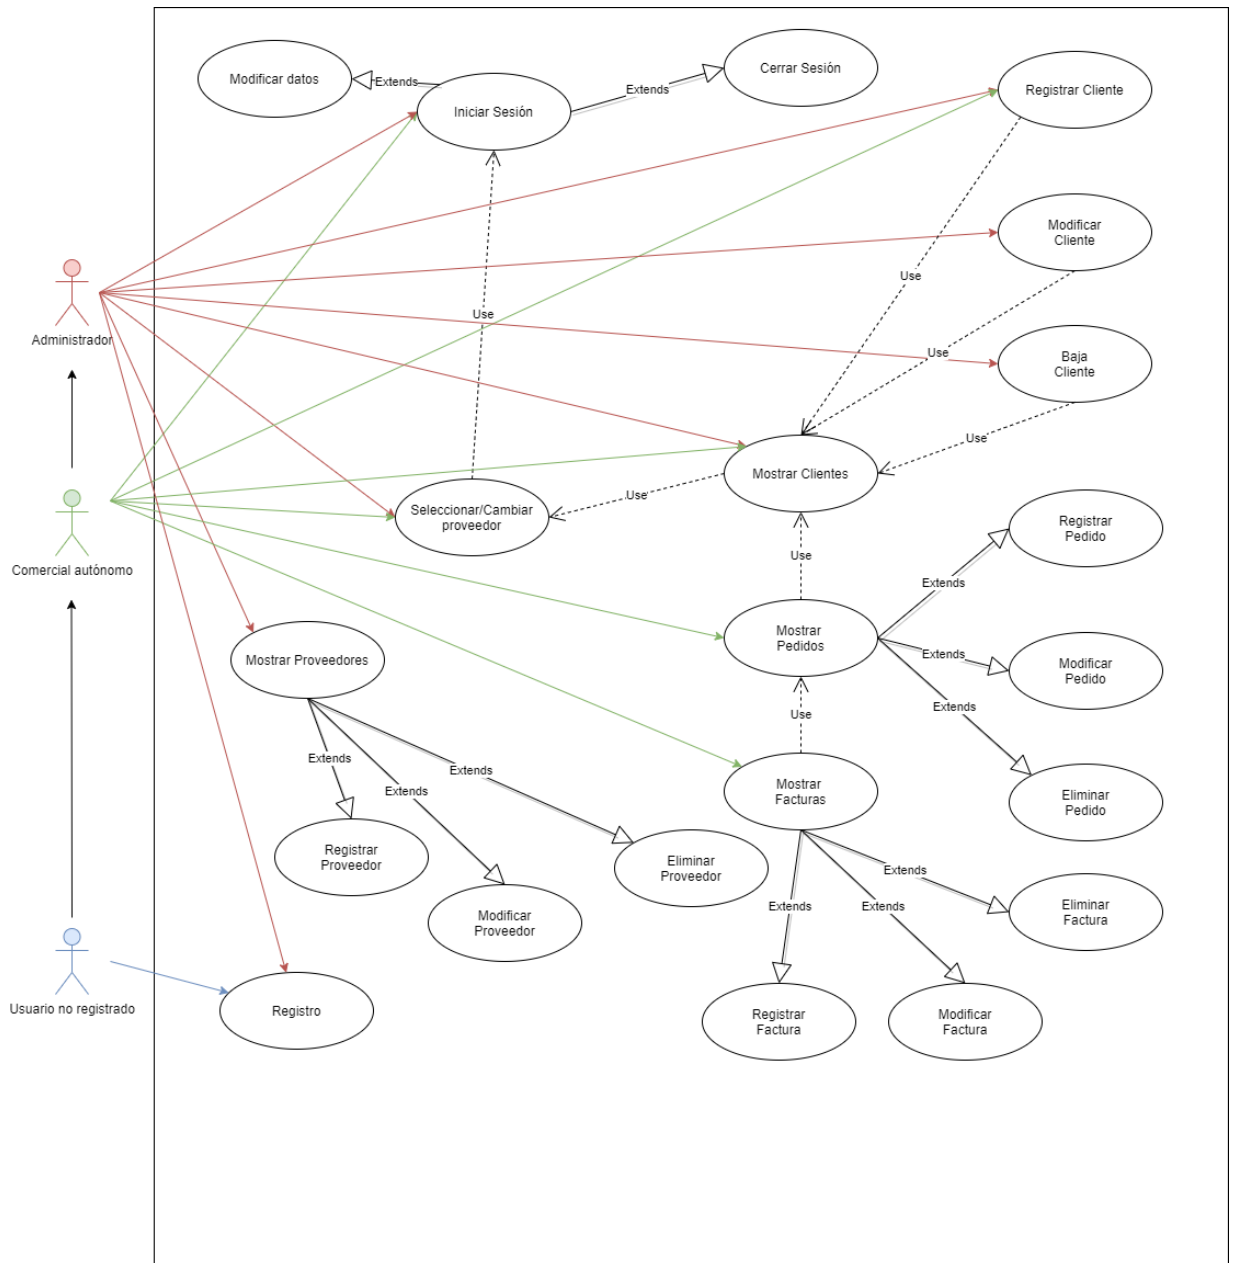 Modificar datos
Extends
Iniciar Sesión
Extends
Cerrar Sesión
Registrar Cliente
Modificar
Cliente
Use
Administrador
Use
Use
Baja
Cliente
Use
Mostrar Clientes
Use
Seleccionar/Cambiar
proveedor
Comercial autónomo
Use
Registrar
Pedido
Extends
Mostrar
Pedidos
Extends
Modificar
Pedido
Mostrar Proveedores
Extends
Use
Extends
Extends
Extends
Mostrar
Facturas
Eliminar
Pedido
Registrar
Proveedor
Eliminar
Proveedor
Extends
Modificar
Proveedor
Extends
Extends
Eliminar
Factura
Usuario no registrado
Registro
Registrar
Factura
Modificar
Factura